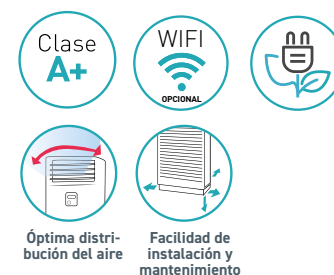 Clase
A+
WIFI
OPCIONAL
Óptima distri-
bución del aire
Facilidad de
instalación y
mantenimiento